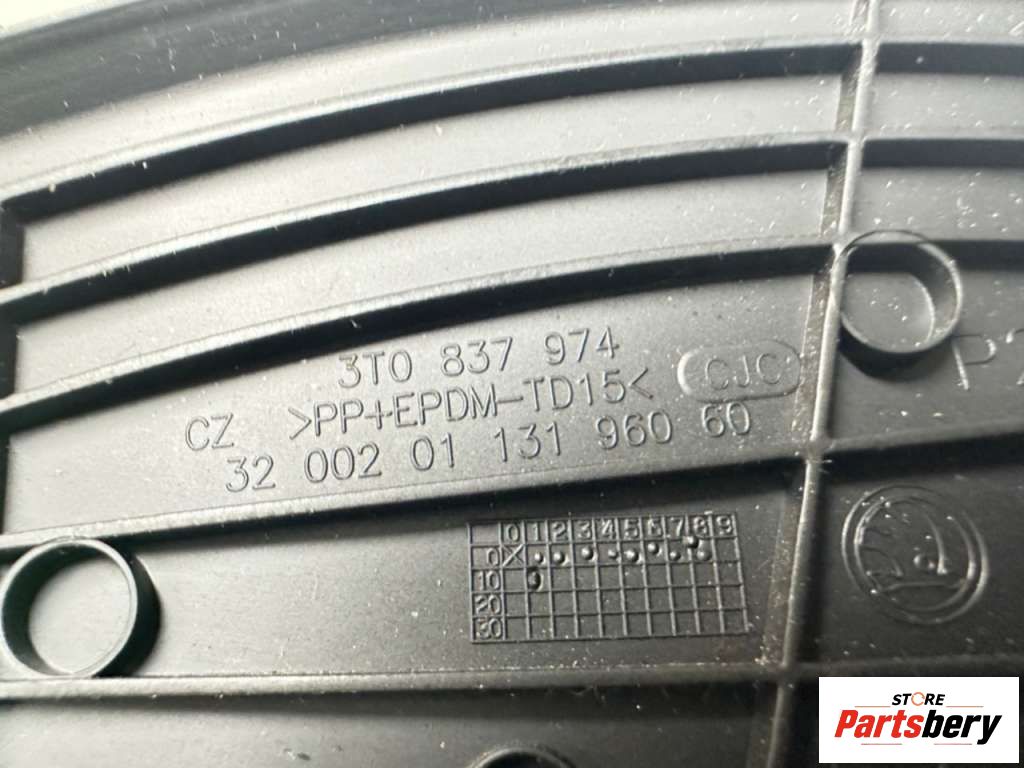 3T0 837 974
CZ >PP+EPDM-TD15< CJC
32 002 01 131 960 60
0 1 2 3 4 5 6 7 8 9
0
10
20
30
STORE
Partsbery